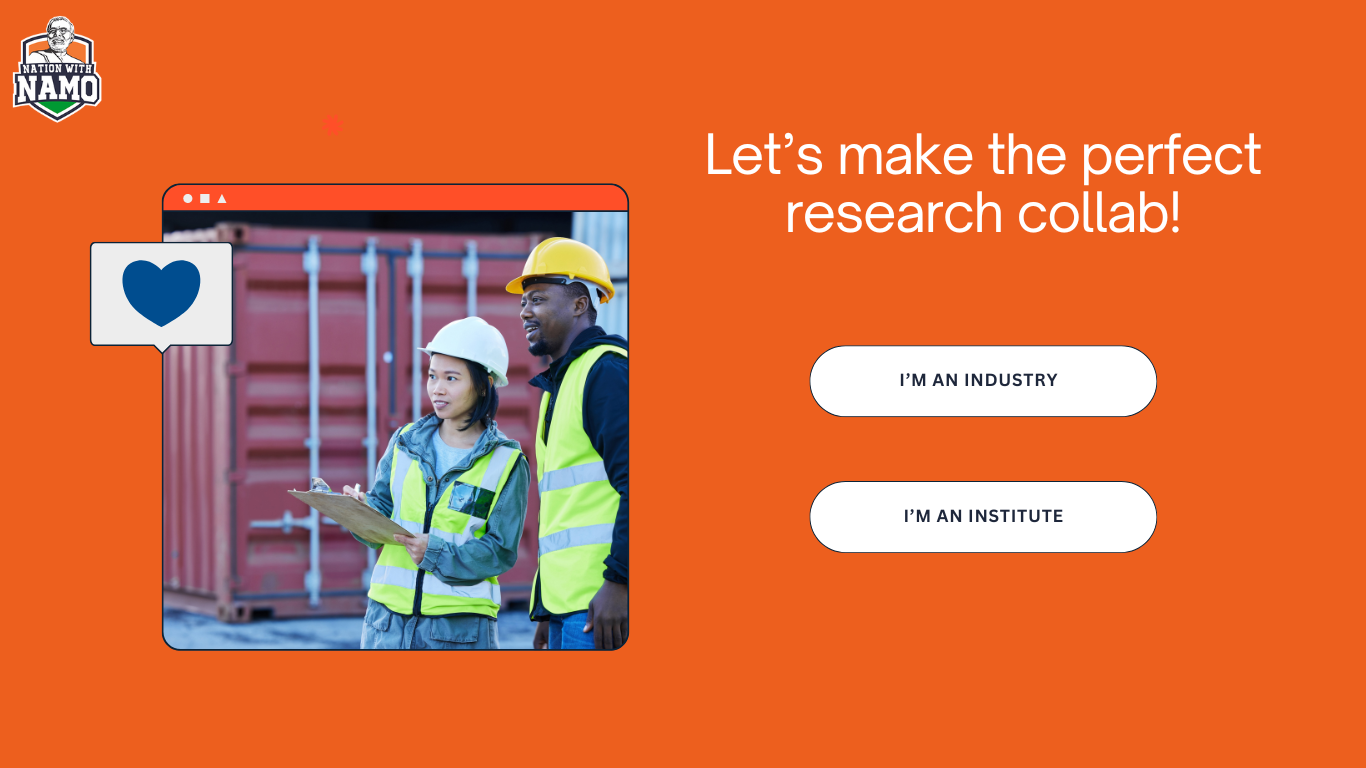 NATION WITH
NAMO
Let’s make the perfect
research collab!
I’M AN INDUSTRY
I’M AN INSTITUTE